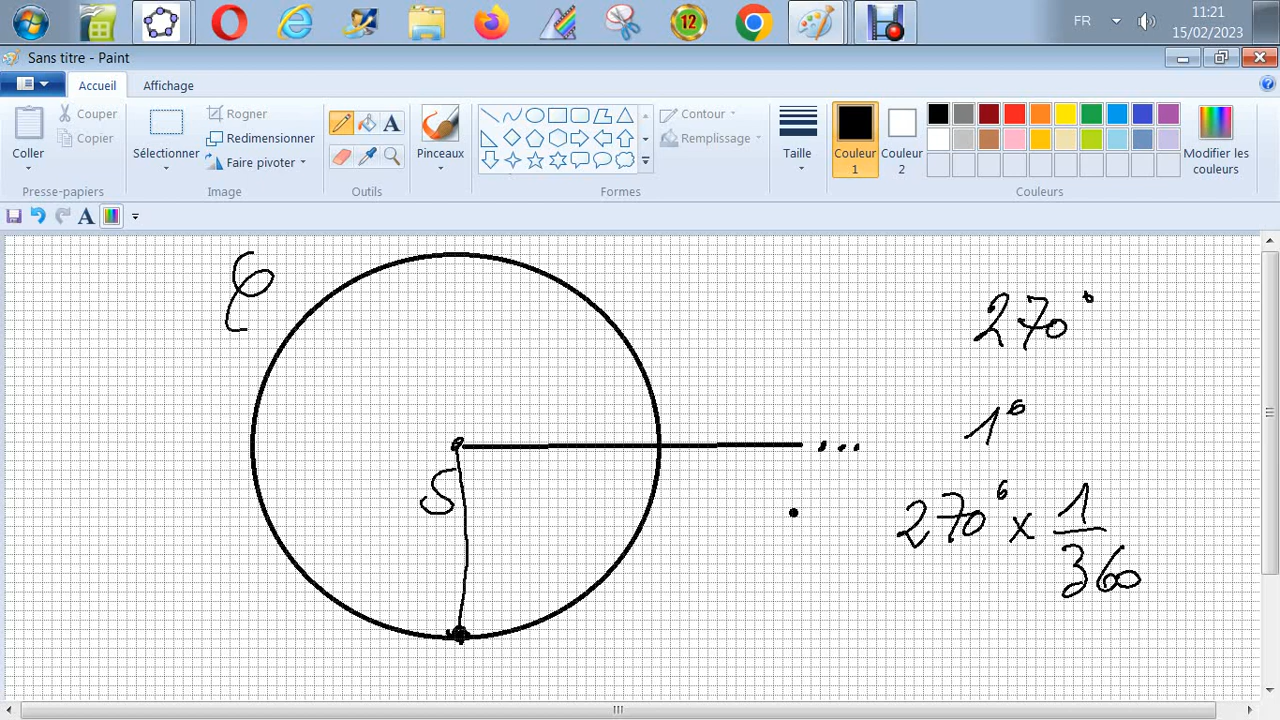 12
FR
11:21
15/02/2023
Sans titre - Paint
Accueil
Affichage
Coller
Couper
Copier
Presse-papiers
Sélectionner
Rogner
Redimensionner
Faire pivoter
Image
A
Outils
Pinceaux
Contour
Remplissage
Formes
Taille
Couleur 1
Couleur 2
Modifier les couleurs
Couleurs
A
5
270°
1°
270° × 1
360